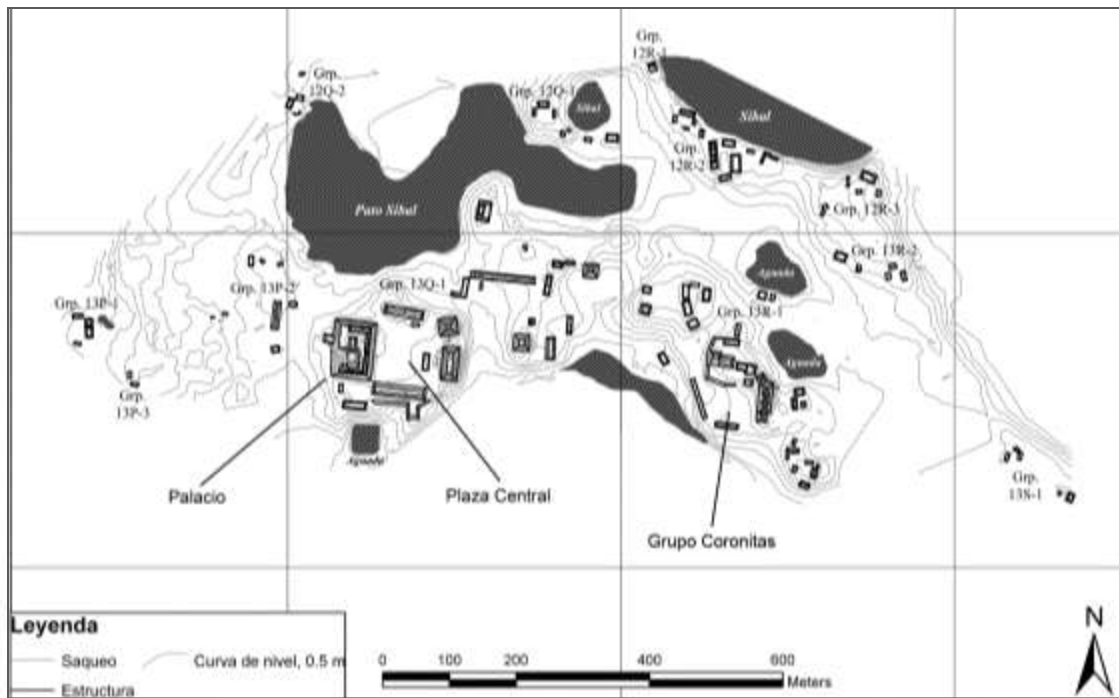 Grp.
12R-1
Grp.
12Q-2
Grp. 12Q-1
Sibal
Sibal
Grp.
12R-2
Pato Sibal
Grp. 12R-3
Grp. 13R-2
Aguada
Grp. 13P-1
Grp. 13P-2
Grp. 13Q-1
Grp. 13R-1
Aguada
Grp.
13P-3
Aguada
Grp.
13S-1
Palacio
Plaza Central
Grupo Coronitas
Leyenda
Saqueo
Curva de nivel, 0.5 m
Estructura
0 100 200 400 600
Meters
N